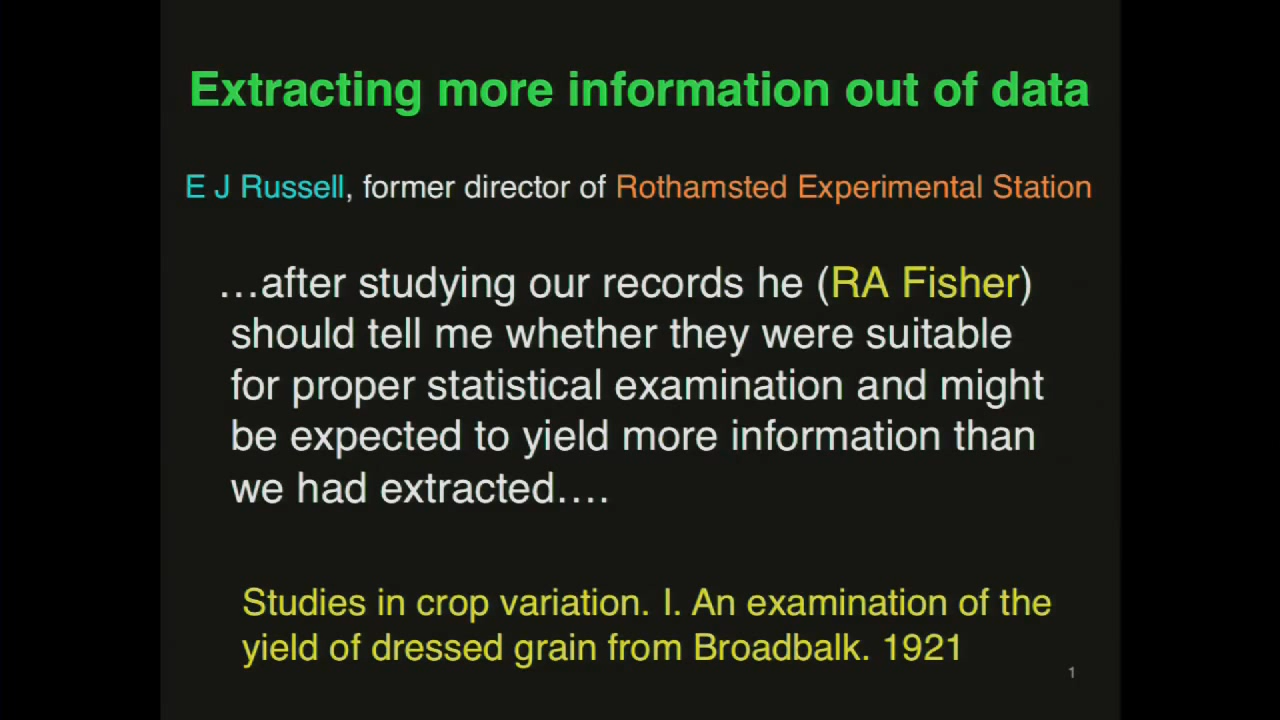 Extracting more information out of data
E J Russell, former director of Rothamsted Experimental Station
…after studying our records he (RA Fisher)
should tell me whether they were suitable
for proper statistical examination and might
be expected to yield more information than
we had extracted….
Studies in crop variation. I. An examination of the
yield of dressed grain from Broadbalk. 1921
1